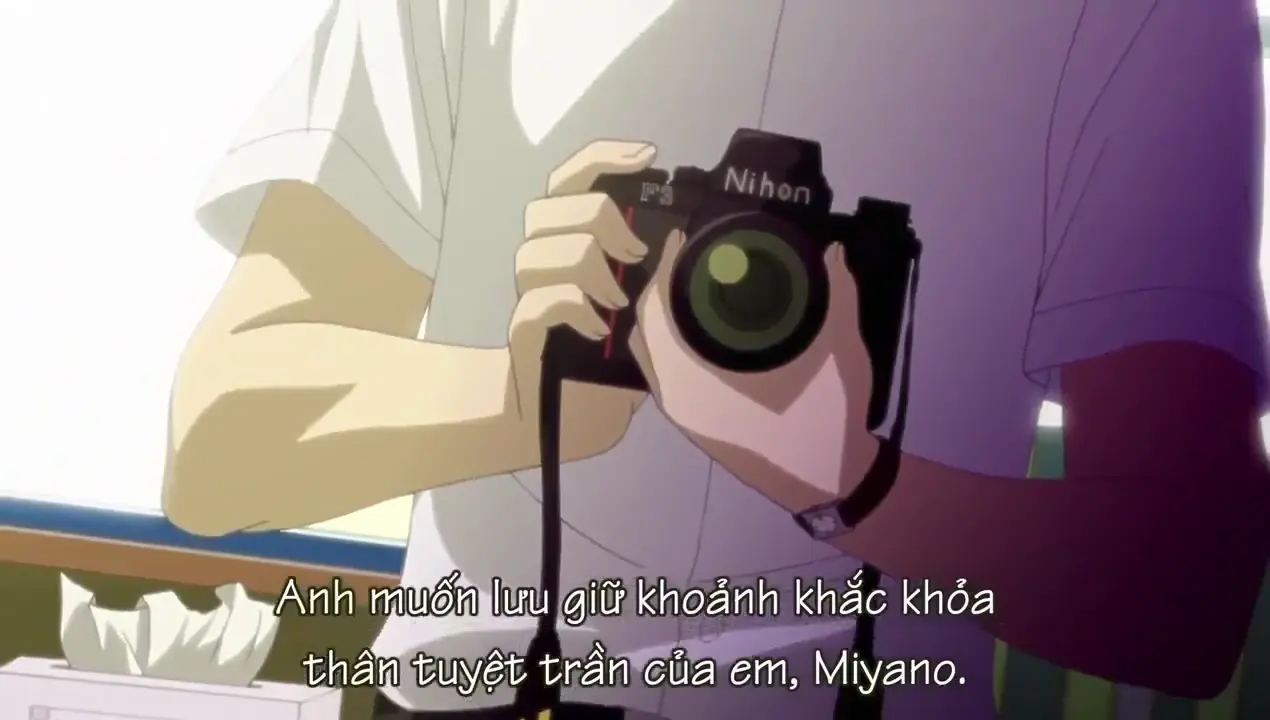 Nihon
F3
Anh muốn lưu giữ khoảnh khắc khỏa
thân tuyệt trần của em, Miyano.